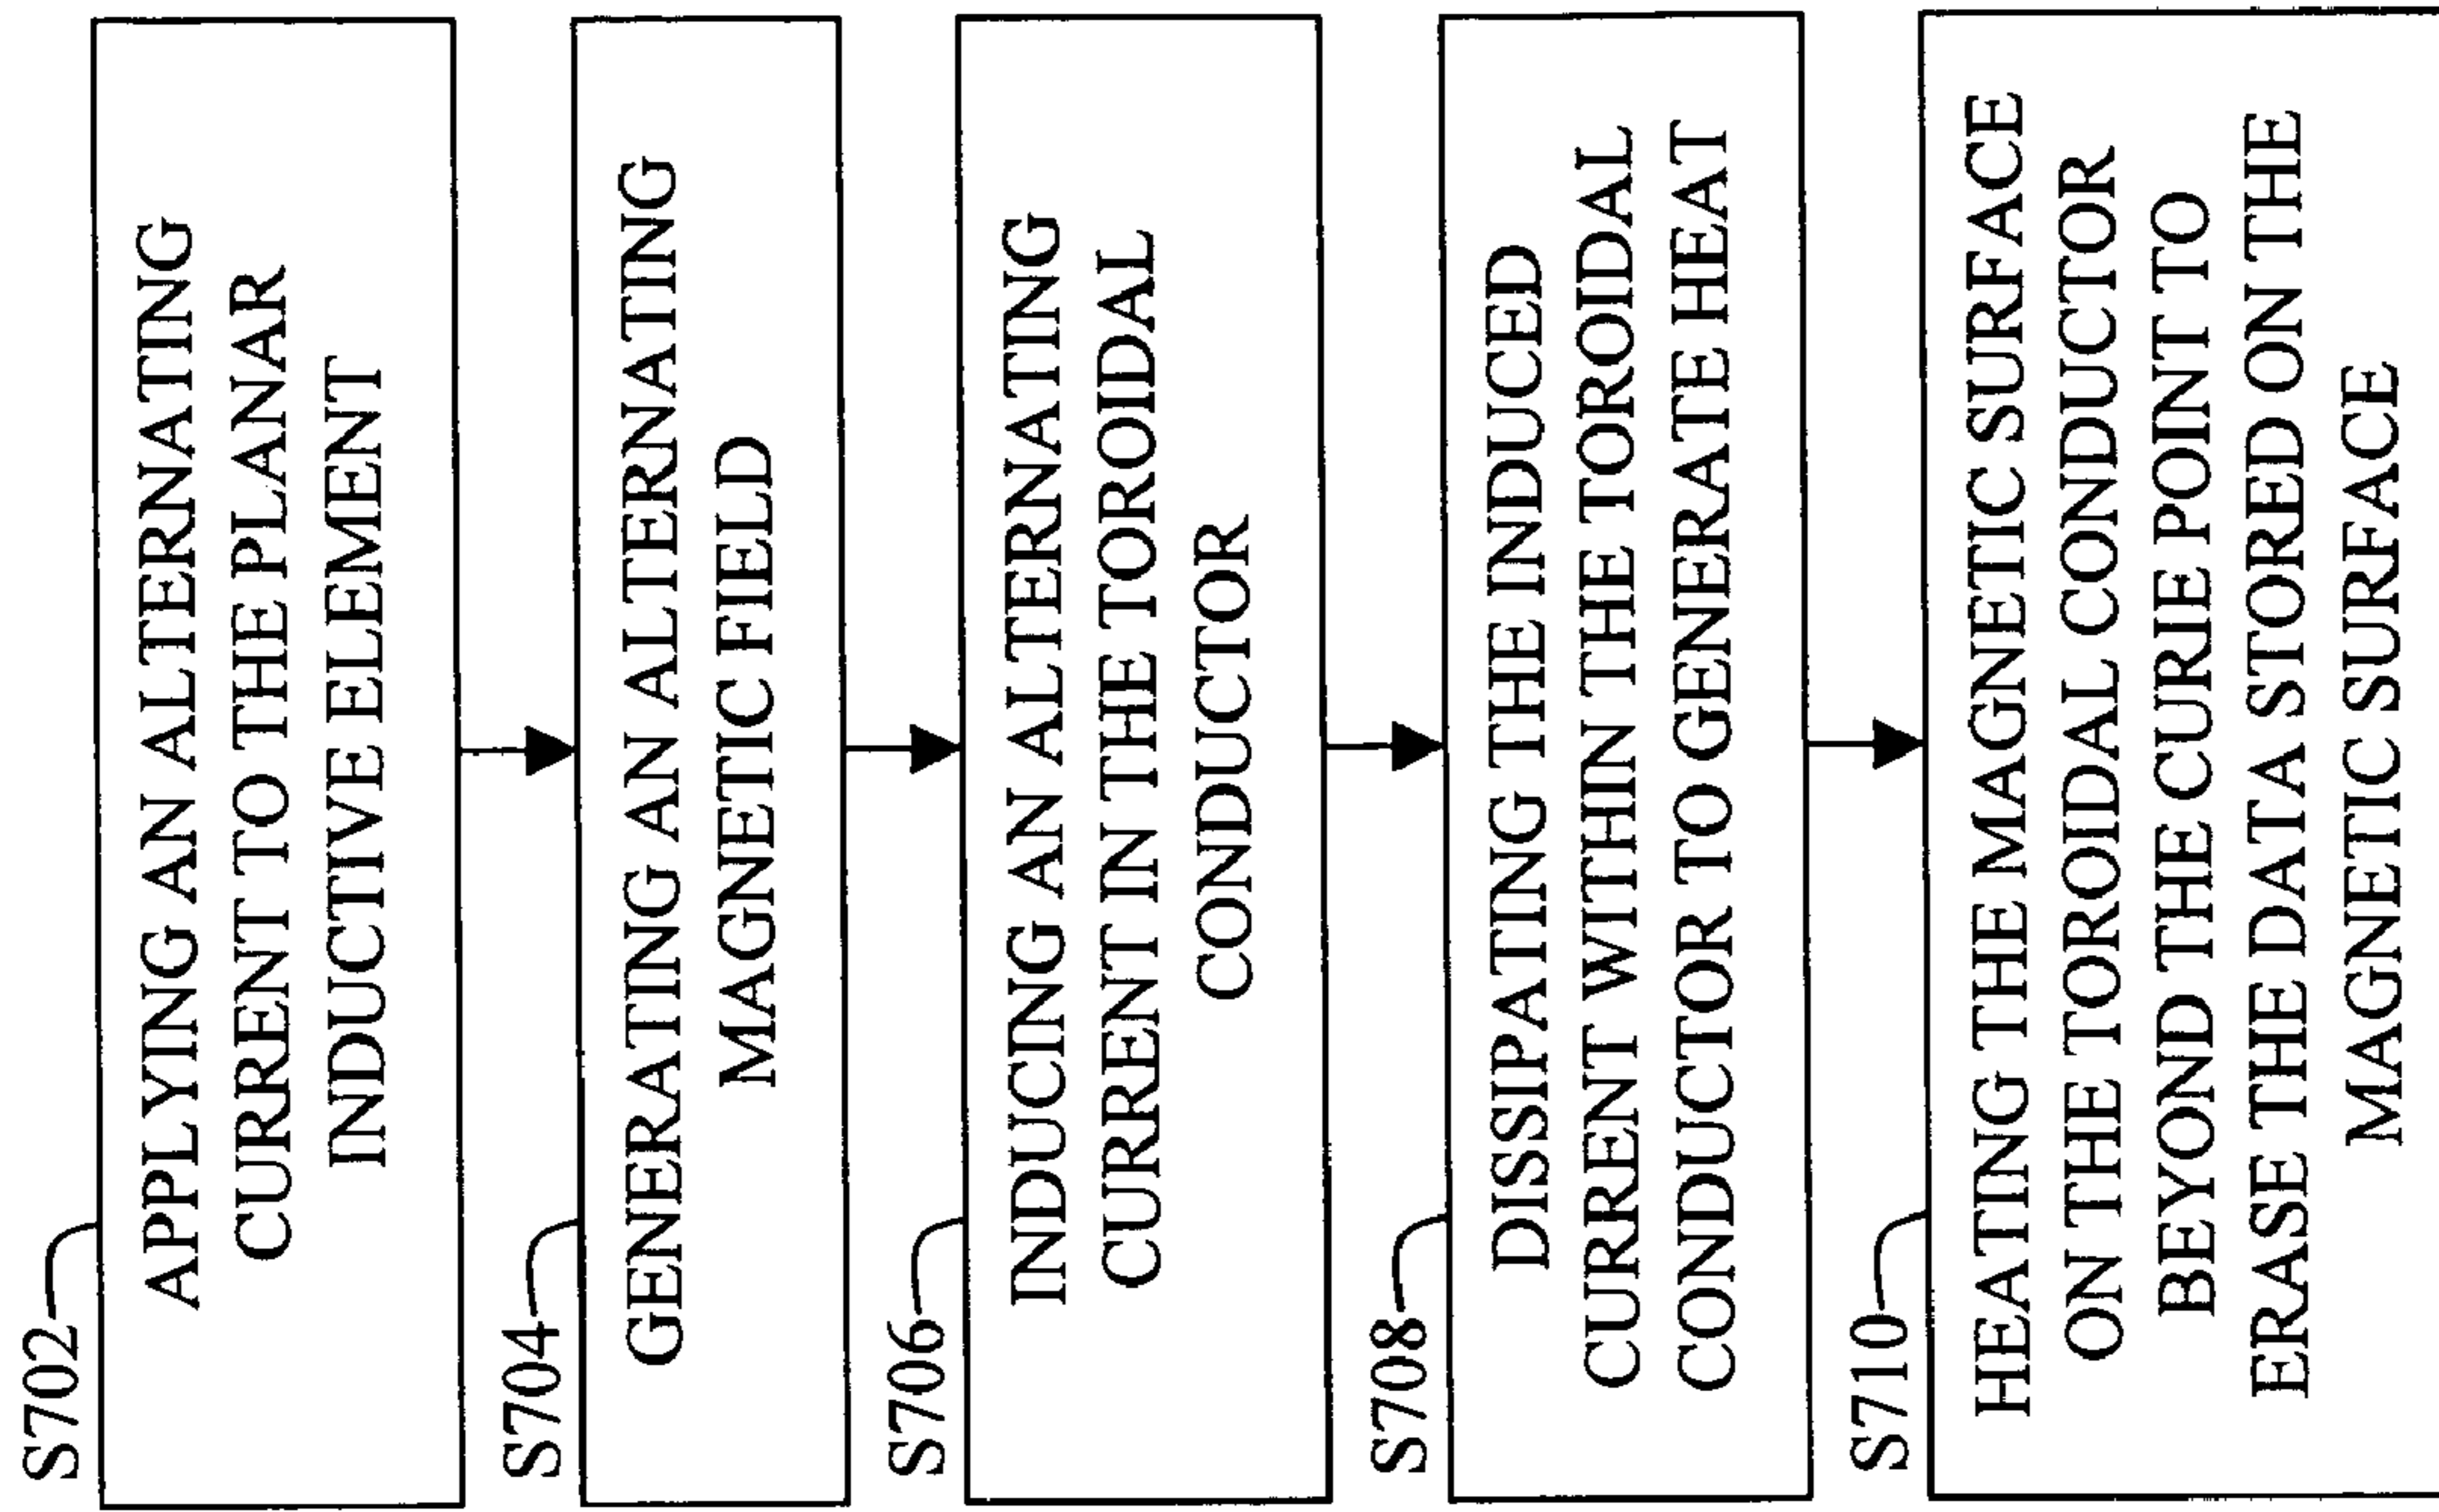 S702
APPLYING AN ALTERNATING
CURRENT TO THE PLANAR
INDUCTIVE ELEMENT
S704
GENERATING AN ALTERNATING
MAGNETIC FIELD
S706
INDUCING AN ALTERNATING
CURRENT IN THE TOROIDAL
CONDUCTOR
S708
DISSIPATING THE INDUCED
CURRENT WITHIN THE TOROIDAL
CONDUCTOR TO GENERATE HEAT
S710
HEATING THE MAGNETIC SURFACE
ON THE TOROIDAL CONDUCTOR
BEYOND THE CURIE POINT TO
ERASE THE DATA STORED ON THE
MAGNETIC SURFACE